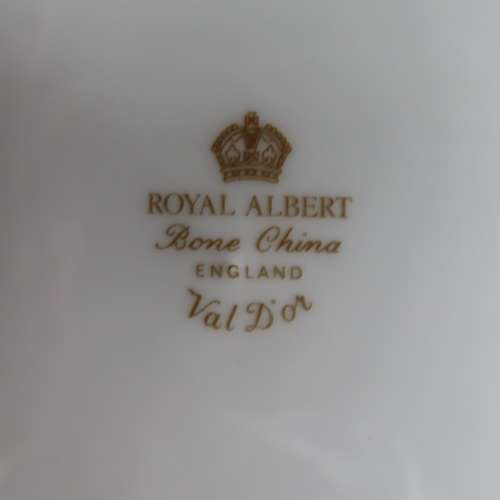 ROYAL ALBERT
Bone China
ENGLAND
Val D'or